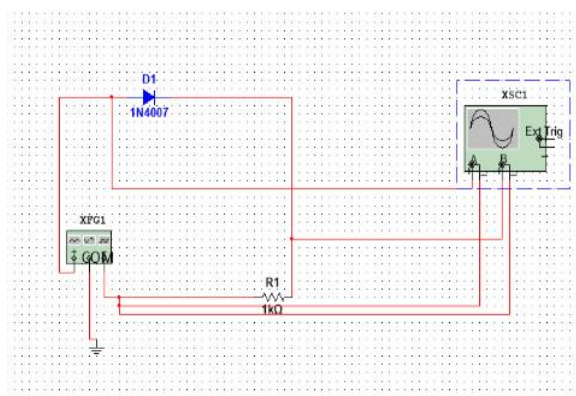 D1
1N4007
XSC1
Ext Trig
A
B
XFG1
COM
R1
1kΩ